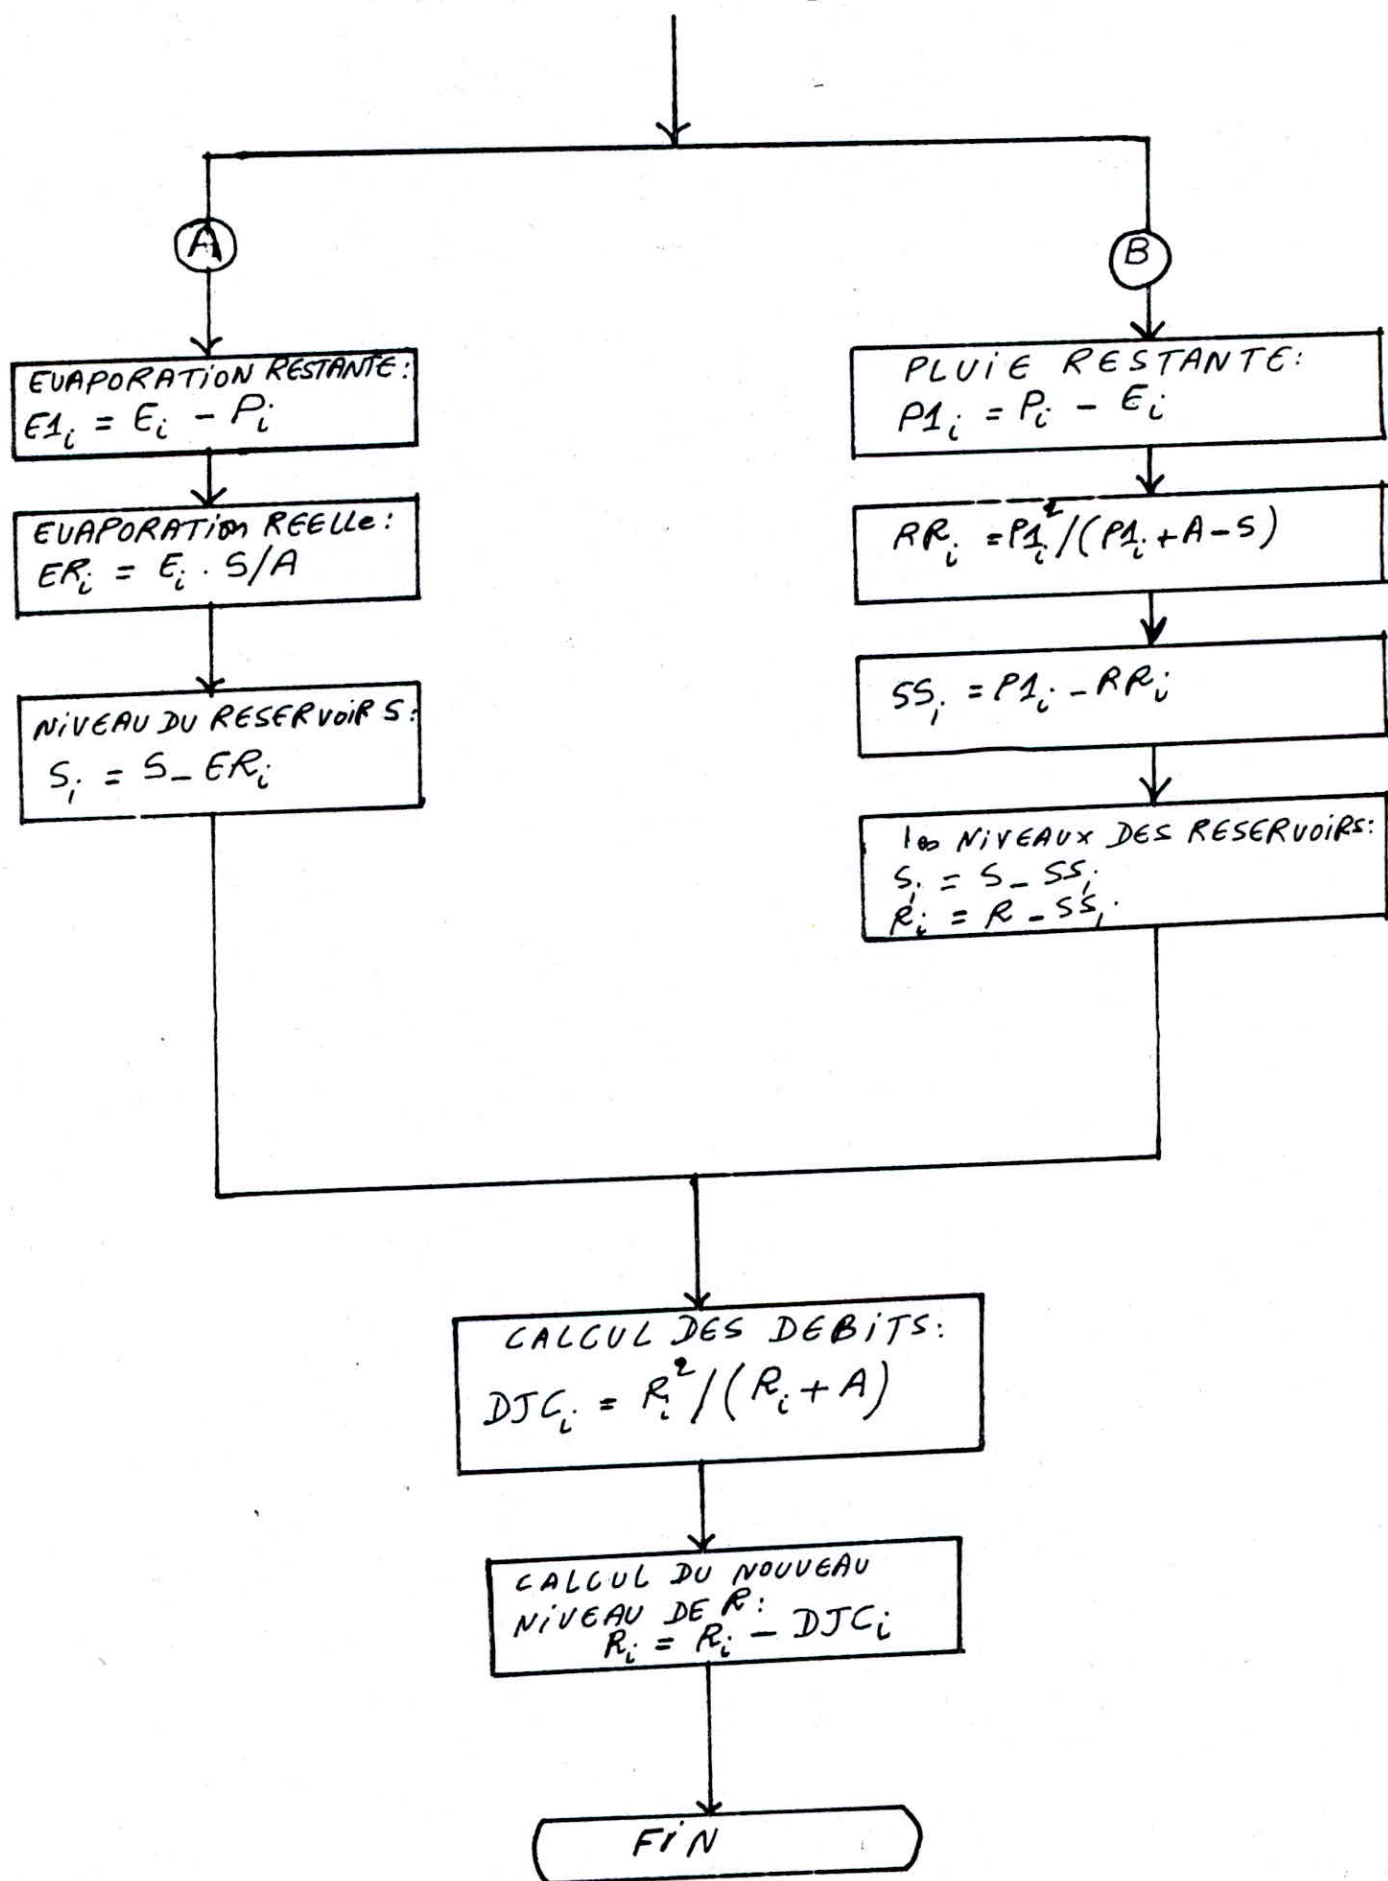 A
B
EVAPORATION RESTANTE:
E1i = Ei - Pi
EVAPORATION REELLE:
ERi = Ei . S/A
NIVEAU DU RESERVOIR S:
Si = S - ERi
PLUIE RESTANTE:
P1i = Pi - Ei
RRi = P1i²/(P1i + A - S)
SSi = P1i - RRi
les NIVEAUX DES RESERVOIRS:
Si = S - SSi
Ri = R - SSi
CALCUL DES DEBITS:
DJCi = Ri²/(Ri + A)
CALCUL DU NOUVEAU
NIVEAU DE R:
Ri = Ri - DJCi
FIN